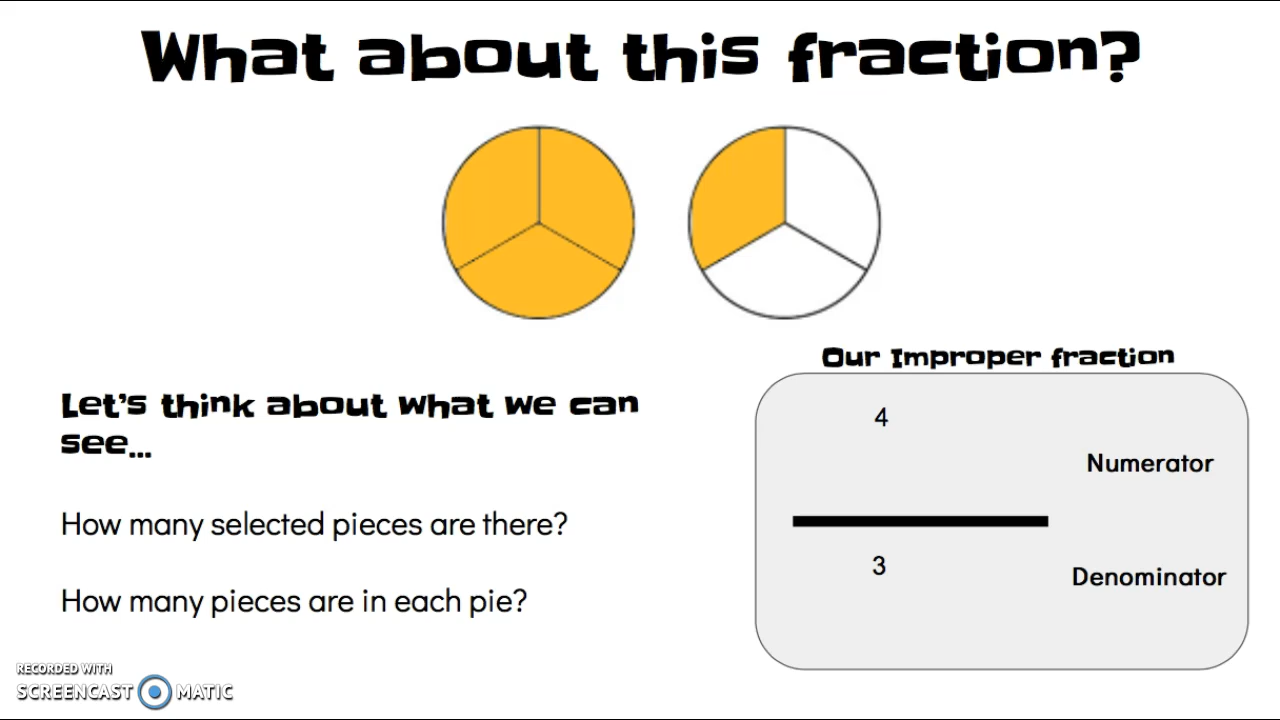 What about this fraction?
Our Improper fraction
4
Numerator
3
Denominator
Let's think about what we can
see...
How many selected pieces are there?
How many pieces are in each pie?
RECORDED WITH
SCREENCAST MATIC